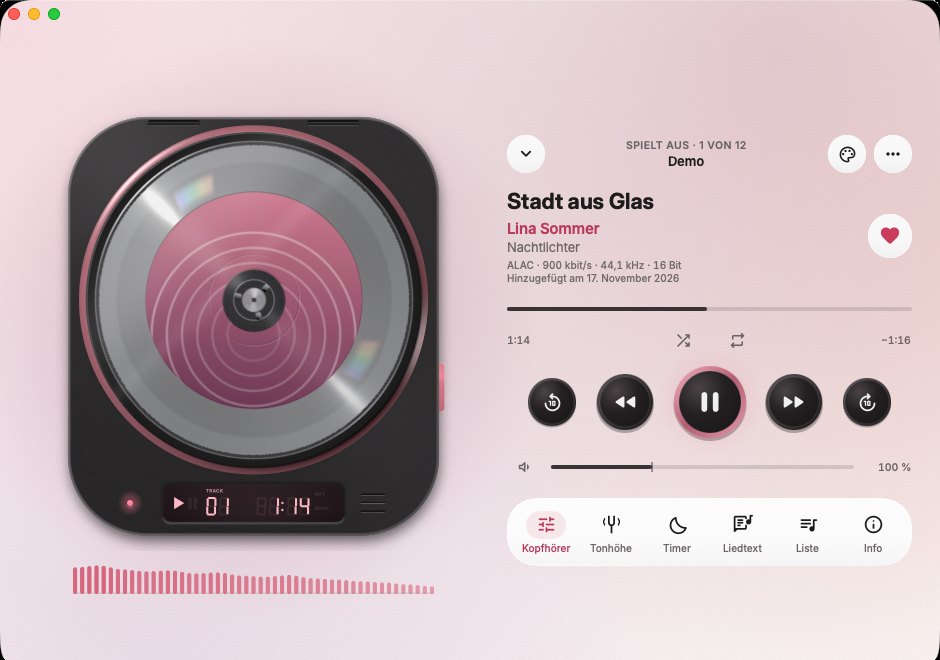 SPIELT AUS · 1 VON 12
Demo
Stadt aus Glas
Lina Sommer
Nachtlichter
ALAC · 900 kbit/s · 44,1 kHz · 16 Bit
Hinzugefügt am 17. November 2026
1:14
−1:16
10
10
100 %
Kopfhörer
Tonhöhe
Timer
Liedtext
Liste
Info
TRACK
01
1:14